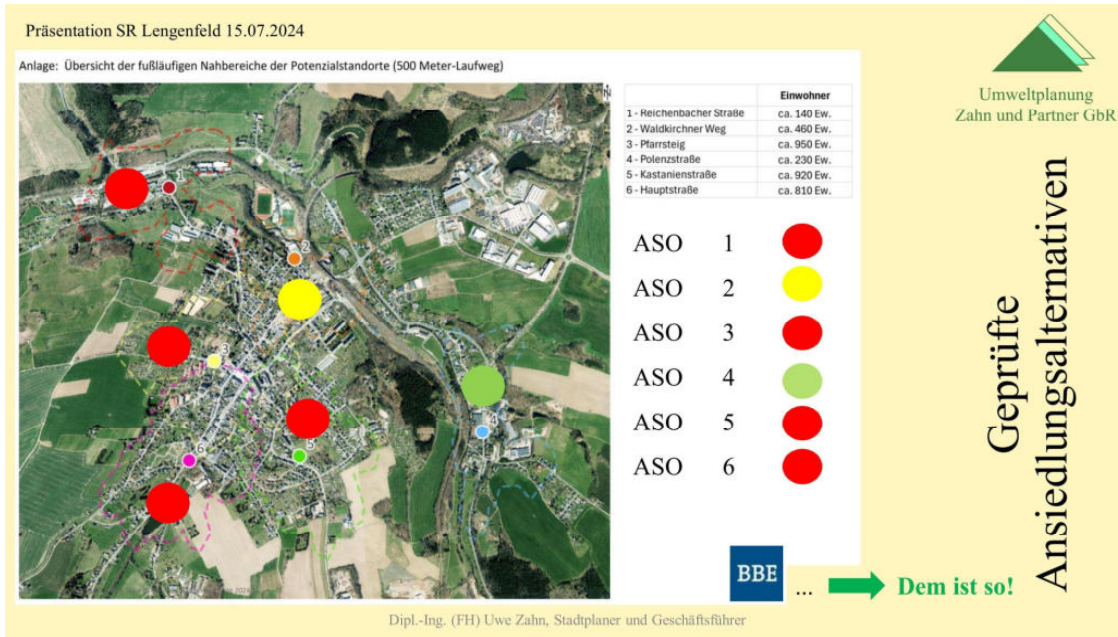 Präsentation SR Lengenfeld 15.07.2024
Anlage: Übersicht der fußläufigen Nahbereiche der Potenzialstandorte (500 Meter-Laufweg)
N
1
2
3
4
5
6
Einwohner
1 - Reichenbacher Straße ca. 140 Ew.
2 - Waldkirchner Weg ca. 460 Ew.
3 - Pfarrsteig ca. 950 Ew.
4 - Polenzstraße ca. 230 Ew.
5 - Kastanienstraße ca. 920 Ew.
6 - Hauptstraße ca. 810 Ew.
ASO 1
ASO 2
ASO 3
ASO 4
ASO 5
ASO 6
BBE ... Dem ist so!
Umweltplanung
Zahn und Partner GbR
Geprüfte
Ansiedlungsalternativen
Dipl.-Ing. (FH) Uwe Zahn, Stadtplaner und Geschäftsführer